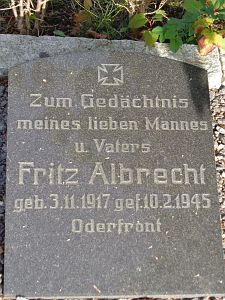 Zum Gedächtnis
meines lieben Mannes
u. Vaters
Fritz Albrecht
geb. 3.11.1917 gef. 10.2.1945
Oderfront